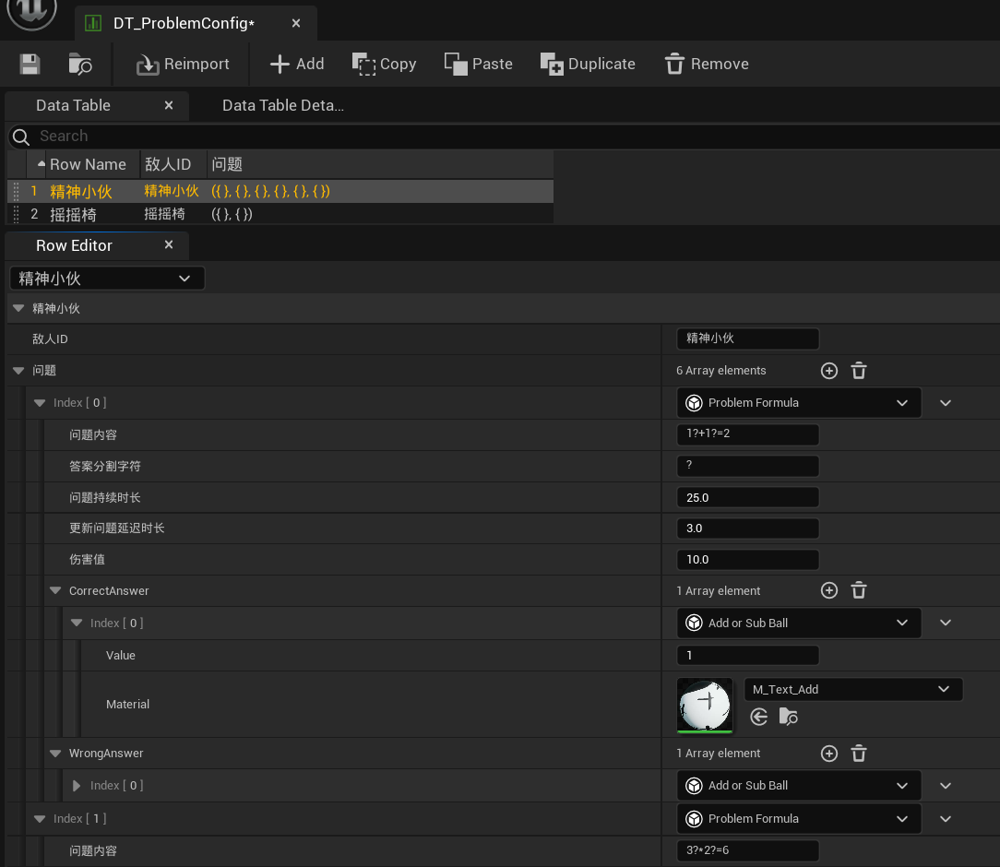 DT_ProblemConfig*
Reimport Add Copy Paste Duplicate Remove
Data Table Data Table Deta...
Search
Row Name 敌人ID 问题
1 精神小伙 精神小伙 ({ }, { }, { }, { }, { }, { })
2 摇摇椅 摇摇椅 ({ }, { })
Row Editor
精神小伙
精神小伙
敌人ID 精神小伙
问题 6 Array elements
Index [ 0 ] Problem Formula
问题内容 1?+1?=2
答案分割字符 ?
问题持续时长 25.0
更新问题延迟时长 3.0
伤害值 10.0
CorrectAnswer 1 Array element
Index [ 0 ] Add or Sub Ball
Value 1
Material M_Text_Add
WrongAnswer 1 Array element
Index [ 0 ] Add or Sub Ball
Index [ 1 ] Problem Formula
问题内容 3?*2?=6